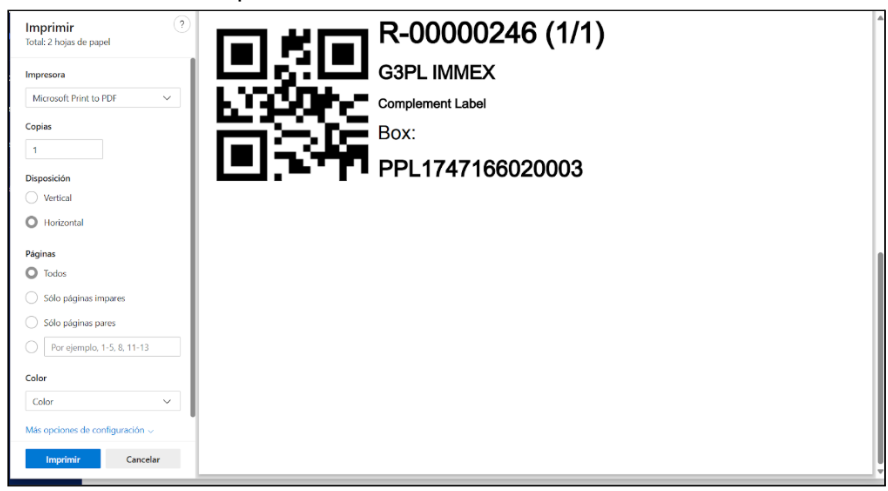 Imprimir
?
Total: 2 hojas de papel
Impresora
Microsoft Print to PDF
Copias
1
Disposición
Vertical
Horizontal
Páginas
Todos
Sólo páginas impares
Sólo páginas pares
Por ejemplo, 1-5, 8, 11-13
Color
Color
Más opciones de configuración
Imprimir
Cancelar
R-00000246 (1/1)
G3PL IMMEX
Complement Label
Box:
PPL1747166020003